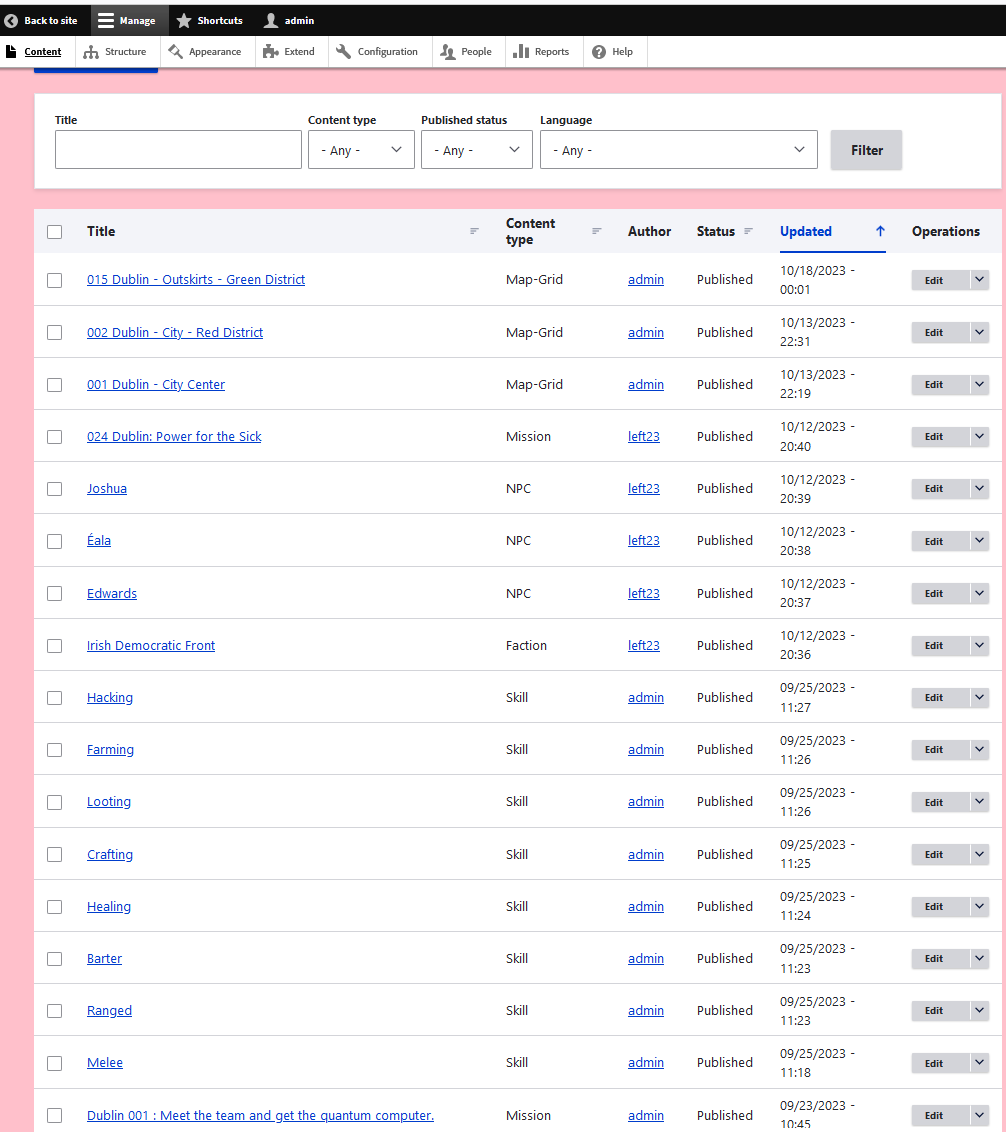 Back to site Manage Shortcuts admin
Content Structure Appearance Extend Configuration People Reports Help
Title Content type Published status Language
- Any - - Any - - Any - Filter
Title Content type Author Status Updated Operations
015 Dublin - Outskirts - Green District Map-Grid admin Published 10/18/2023 - 00:01 Edit
002 Dublin - City - Red District Map-Grid admin Published 10/13/2023 - 22:31 Edit
001 Dublin - City Center Map-Grid admin Published 10/13/2023 - 22:19 Edit
024 Dublin: Power for the Sick Mission left23 Published 10/12/2023 - 20:40 Edit
Joshua NPC left23 Published 10/12/2023 - 20:39 Edit
Éala NPC left23 Published 10/12/2023 - 20:38 Edit
Edwards NPC left23 Published 10/12/2023 - 20:37 Edit
Irish Democratic Front Faction left23 Published 10/12/2023 - 20:36 Edit
Hacking Skill admin Published 09/25/2023 - 11:27 Edit
Farming Skill admin Published 09/25/2023 - 11:26 Edit
Looting Skill admin Published 09/25/2023 - 11:26 Edit
Crafting Skill admin Published 09/25/2023 - 11:25 Edit
Healing Skill admin Published 09/25/2023 - 11:24 Edit
Barter Skill admin Published 09/25/2023 - 11:23 Edit
Ranged Skill admin Published 09/25/2023 - 11:23 Edit
Melee Skill admin Published 09/25/2023 - 11:18 Edit
Dublin 001 : Meet the team and get the quantum computer. Mission admin Published 09/23/2023 - 10:45 Edit